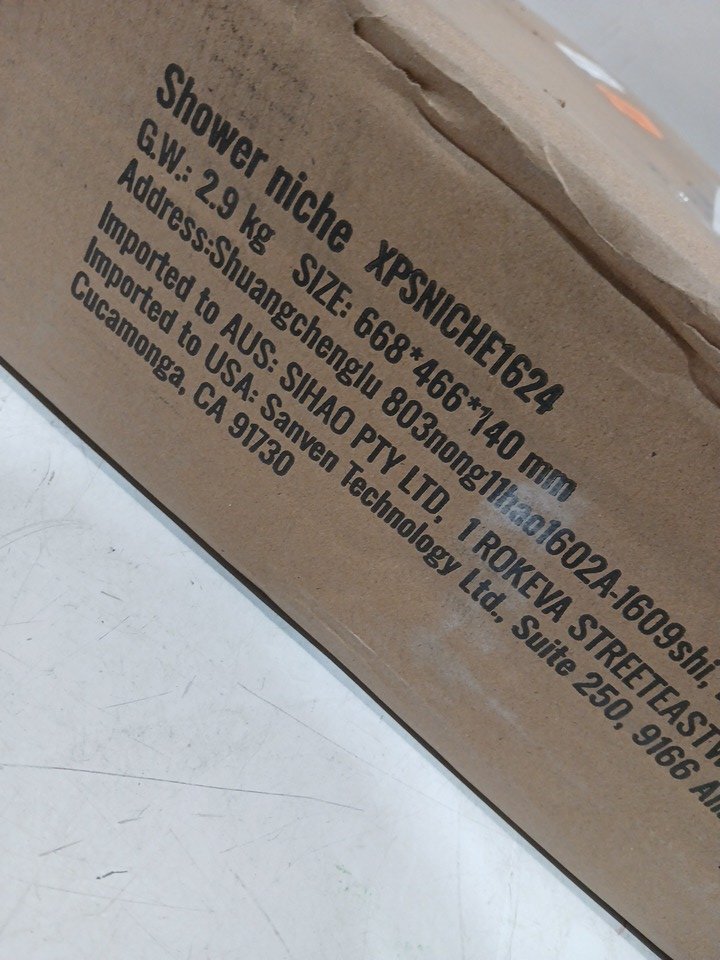 Shower niche XPSNICHE1624
G.W.: 2.9 kg SIZE: 668*466*140 mm
Address:Shuangchenglu 803nong11hao1602A-1609shi,
Imported to AUS: SIHAO PTY LTD, 1 ROKEVA STREETEASTW
Imported to USA: Sanven Technology Ltd., Suite 250, 9166
Cucamonga, CA 91730